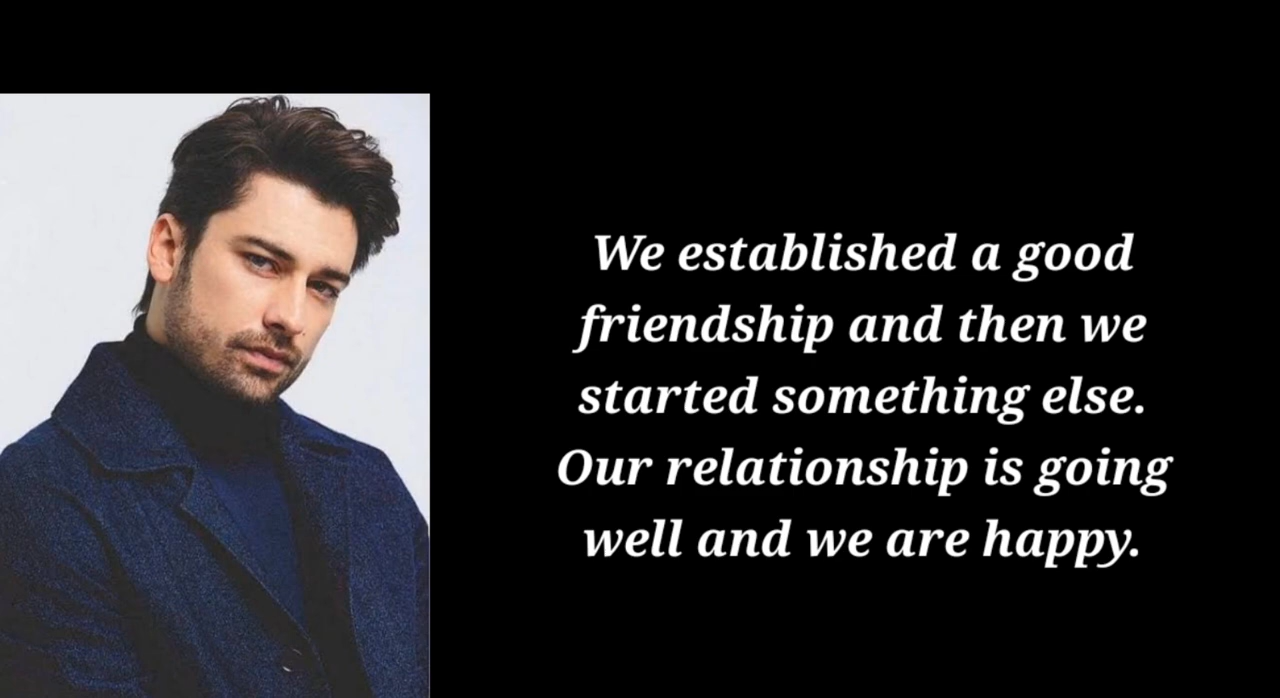 We established a good
friendship and then we
started something else.
Our relationship is going
well and we are happy.